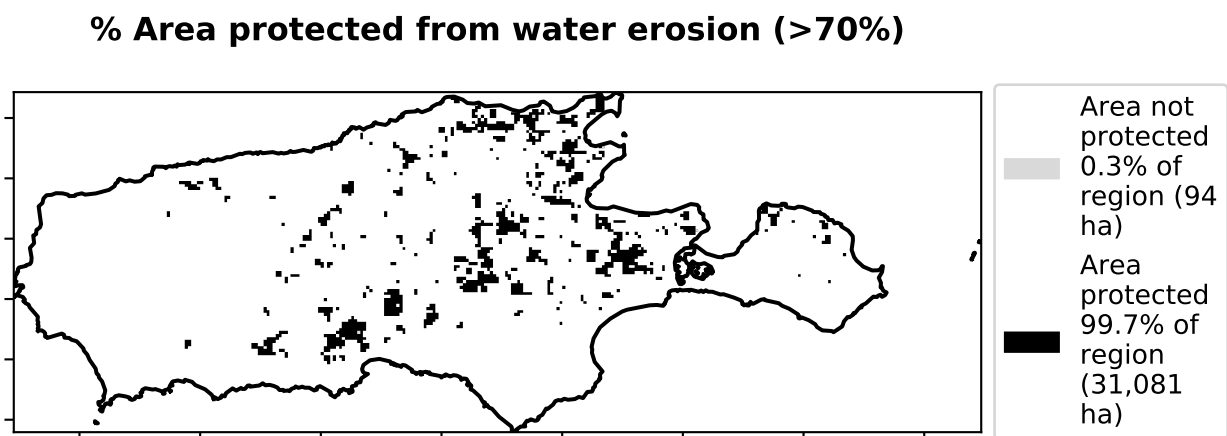 % Area protected from water erosion (>70%)
Area not
protected
0.3% of
region (94
ha)
Area
protected
99.7% of
region
(31,081
ha)